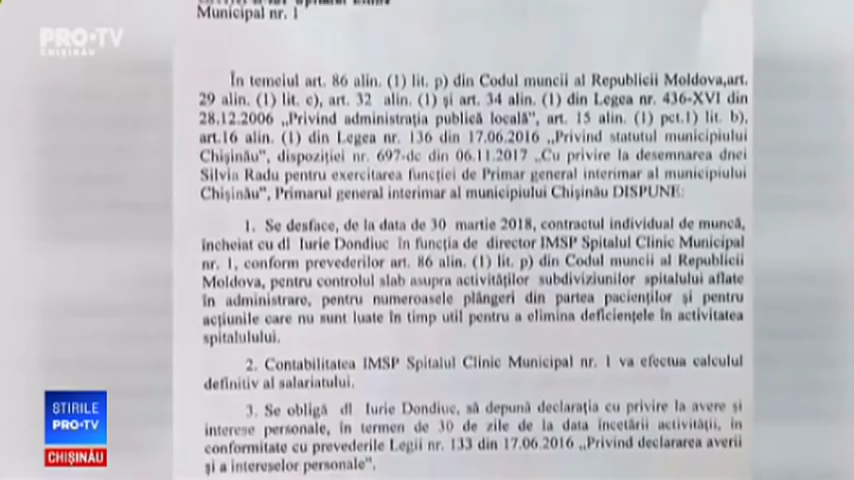 PRO•TV
CHIȘINĂU
Municipal nr. 1
În temeiul art. 86 alin. (1) lit. p) din Codul muncii al Republicii Moldova,art.
29 alin. (1) lit. c), art. 32 alin. (1) și art. 34 alin. (1) din Legea nr. 436-XVI din
28.12.2006 „Privind administrația publică locală”, art. 15 alin. (1) pct.1) lit. b),
art.16 alin. (1) din Legea nr. 136 din 17.06.2016 „Privind statutul municipiului
Chișinău”, dispoziției nr. 697-dc din 06.11.2017 „Cu privire la desemnarea dnei
Silvia Radu pentru exercitarea funcției de Primar general interimar al municipiului
Chișinău”, Primarul general interimar al municipiului Chișinău DISPUNE:
1. Se desface, de la data de 30 martie 2018, contractul individual de muncă,
încheiat cu dl Iurie Dondiuc în funcția de director IMSP Spitalul Clinic Municipal
nr. 1, conform prevederilor art. 86 alin. (1) lit. p) din Codul muncii al Republicii
Moldova, pentru controlul slab asupra activităților subdiviziunilor spitalului aflate
în administrare, pentru numeroasele plângeri din partea pacienților și pentru
acțiunile care nu sunt luate în timp util pentru a elimina deficiențele în activitatea
spitalulului.
2. Contabilitatea IMSP Spitalul Clinic Municipal nr. 1 va efectua calculul
definitiv al salariatului.
3. Se obligă dl Iurie Dondiuc, să depună declarația cu privire la avere și
interese personale, în termen de 30 de zile de la data încetării activității, în
conformitate cu prevederile Legii nr. 133 din 17.06.2016 „Privind declararea averii
și a intereselor personale”.
ȘTIRILE
PRO•TV
CHIȘINĂU